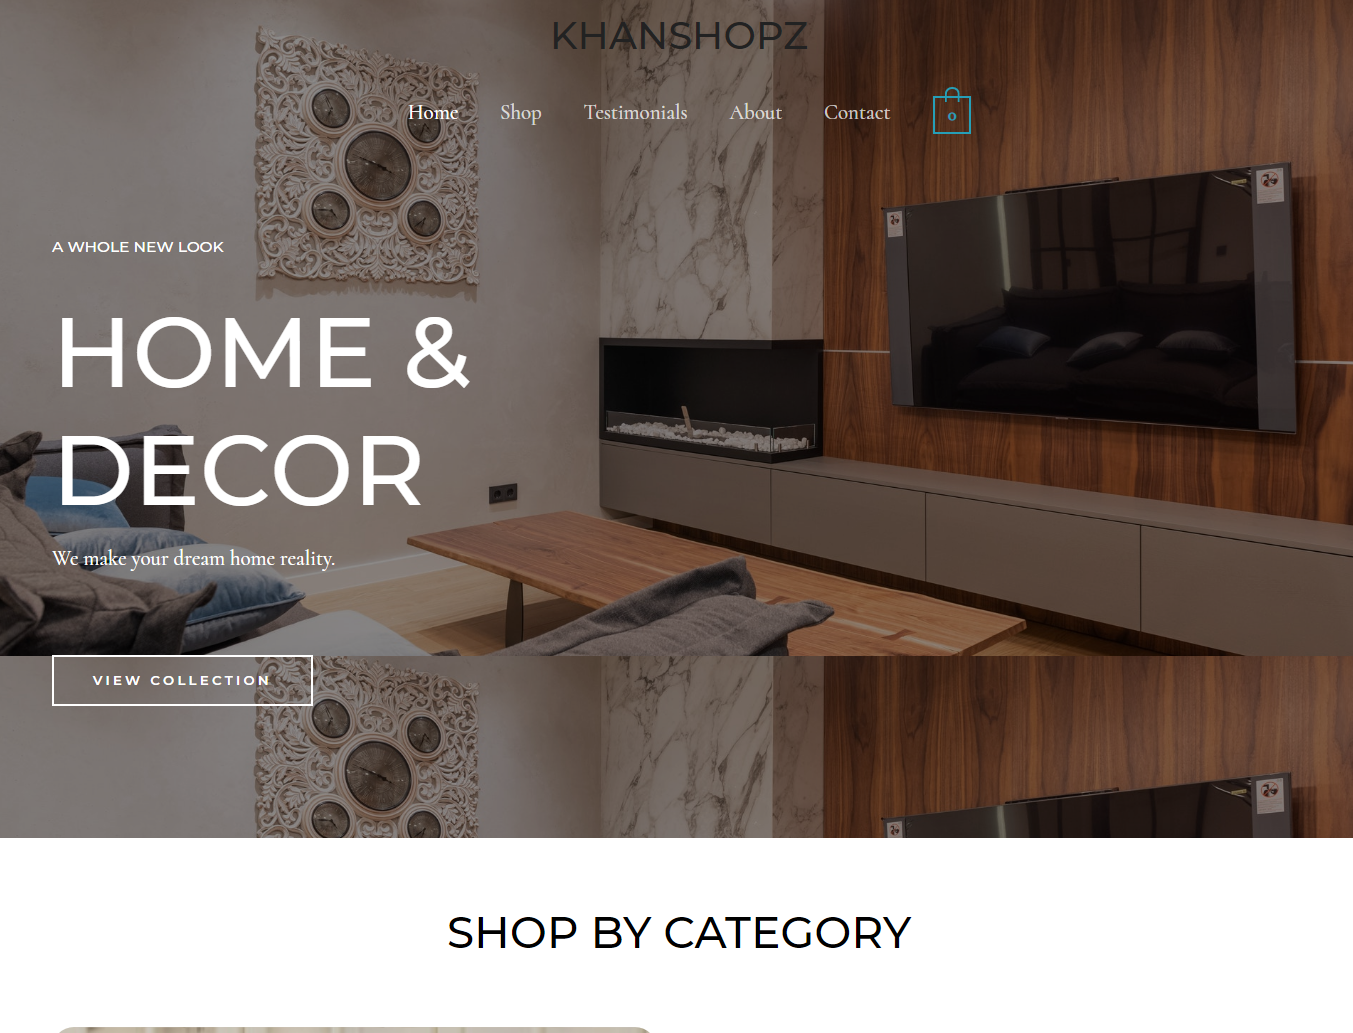 KHANSHOPZ
Home Shop Testimonials About Contact 0
A WHOLE NEW LOOK
HOME &
DECOR
We make your dream home reality.
VIEW COLLECTION
SHOP BY CATEGORY